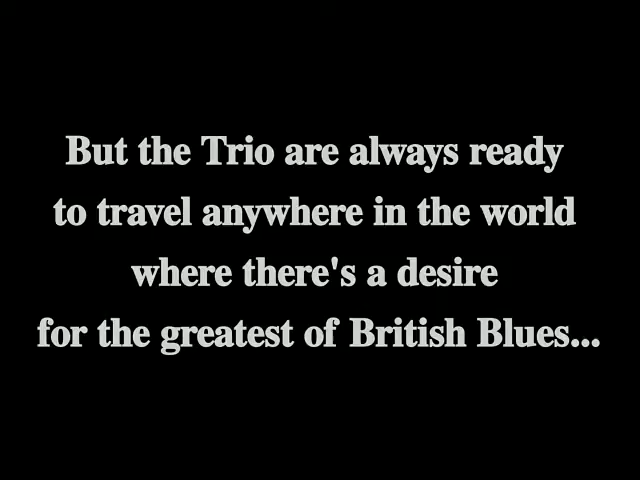 But the Trio are always ready
to travel anywhere in the world
where there's a desire
for the greatest of British Blues...